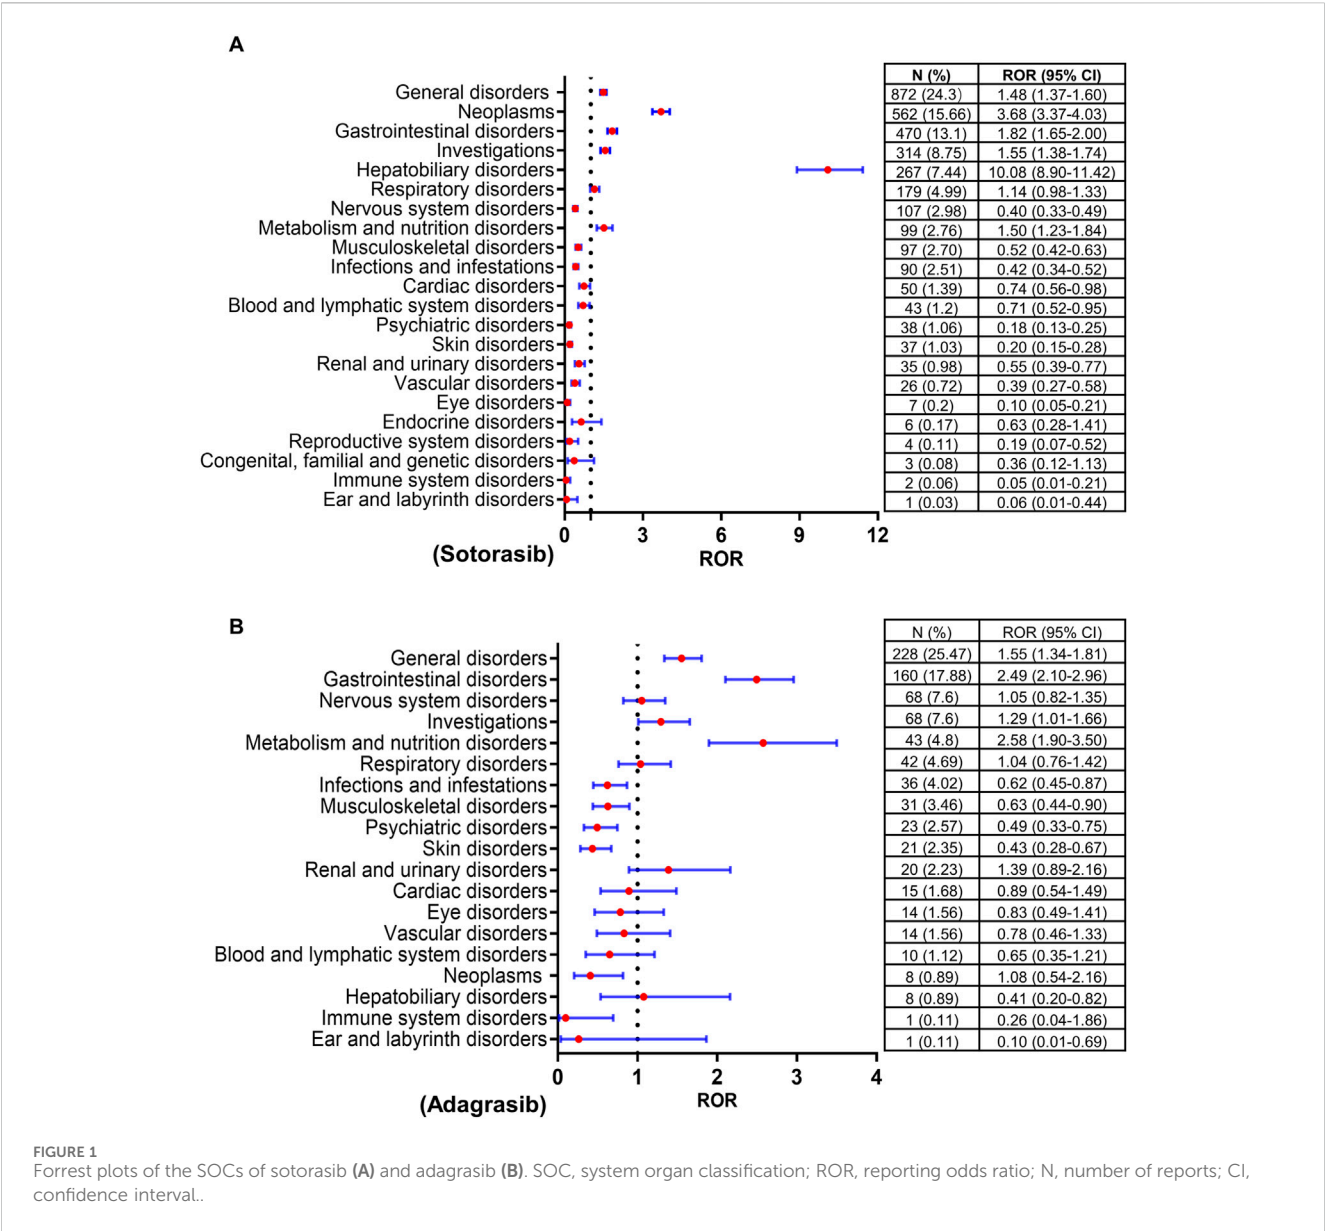 A
N (%) ROR (95% CI)
General disorders 872 (24.3) 1.48 (1.37-1.60)
Neoplasms 562 (15.66) 3.68 (3.37-4.03)
Gastrointestinal disorders 470 (13.1) 1.82 (1.65-2.00)
Investigations 314 (8.75) 1.55 (1.38-1.74)
Hepatobiliary disorders 267 (7.44) 10.08 (8.90-11.42)
Respiratory disorders 179 (4.99) 1.14 (0.98-1.33)
Nervous system disorders 107 (2.98) 0.40 (0.33-0.49)
Metabolism and nutrition disorders 99 (2.76) 1.50 (1.23-1.84)
Musculoskeletal disorders 97 (2.70) 0.52 (0.42-0.63)
Infections and infestations 90 (2.51) 0.42 (0.34-0.52)
Cardiac disorders 50 (1.39) 0.74 (0.56-0.98)
Blood and lymphatic system disorders 43 (1.2) 0.71 (0.52-0.95)
Psychiatric disorders 38 (1.06) 0.18 (0.13-0.25)
Skin disorders 37 (1.03) 0.20 (0.15-0.28)
Renal and urinary disorders 35 (0.98) 0.55 (0.39-0.77)
Vascular disorders 26 (0.72) 0.39 (0.27-0.58)
Eye disorders 7 (0.2) 0.10 (0.05-0.21)
Endocrine disorders 6 (0.17) 0.63 (0.28-1.41)
Reproductive system disorders 4 (0.11) 0.19 (0.07-0.52)
Congenital, familial and genetic disorders 3 (0.08) 0.36 (0.12-1.13)
Immune system disorders 2 (0.06) 0.05 (0.01-0.21)
Ear and labyrinth disorders 1 (0.03) 0.06 (0.01-0.44)
0 3 6 9 12
(Sotorasib) ROR
B
N (%) ROR (95% CI)
General disorders 228 (25.47) 1.55 (1.34-1.81)
Gastrointestinal disorders 160 (17.88) 2.49 (2.10-2.96)
Nervous system disorders 68 (7.6) 1.05 (0.82-1.35)
Investigations 68 (7.6) 1.29 (1.01-1.66)
Metabolism and nutrition disorders 43 (4.8) 2.58 (1.90-3.50)
Respiratory disorders 42 (4.69) 1.04 (0.76-1.42)
Infections and infestations 36 (4.02) 0.62 (0.45-0.87)
Musculoskeletal disorders 31 (3.46) 0.63 (0.44-0.90)
Psychiatric disorders 23 (2.57) 0.49 (0.33-0.75)
Skin disorders 21 (2.35) 0.43 (0.28-0.67)
Renal and urinary disorders 20 (2.23) 1.39 (0.89-2.16)
Cardiac disorders 15 (1.68) 0.89 (0.54-1.49)
Eye disorders 14 (1.56) 0.83 (0.49-1.41)
Vascular disorders 14 (1.56) 0.78 (0.46-1.33)
Blood and lymphatic system disorders 10 (1.12) 0.65 (0.35-1.21)
Neoplasms 8 (0.89) 1.08 (0.54-2.16)
Hepatobiliary disorders 8 (0.89) 0.41 (0.20-0.82)
Immune system disorders 1 (0.11) 0.26 (0.04-1.86)
Ear and labyrinth disorders 1 (0.11) 0.10 (0.01-0.69)
0 1 2 3 4
(Adagrasib) ROR
FIGURE 1
Forrest plots of the SOCs of sotorasib (A) and adagrasib (B). SOC, system organ classification; ROR, reporting odds ratio; N, number of reports; CI,
confidence interval..